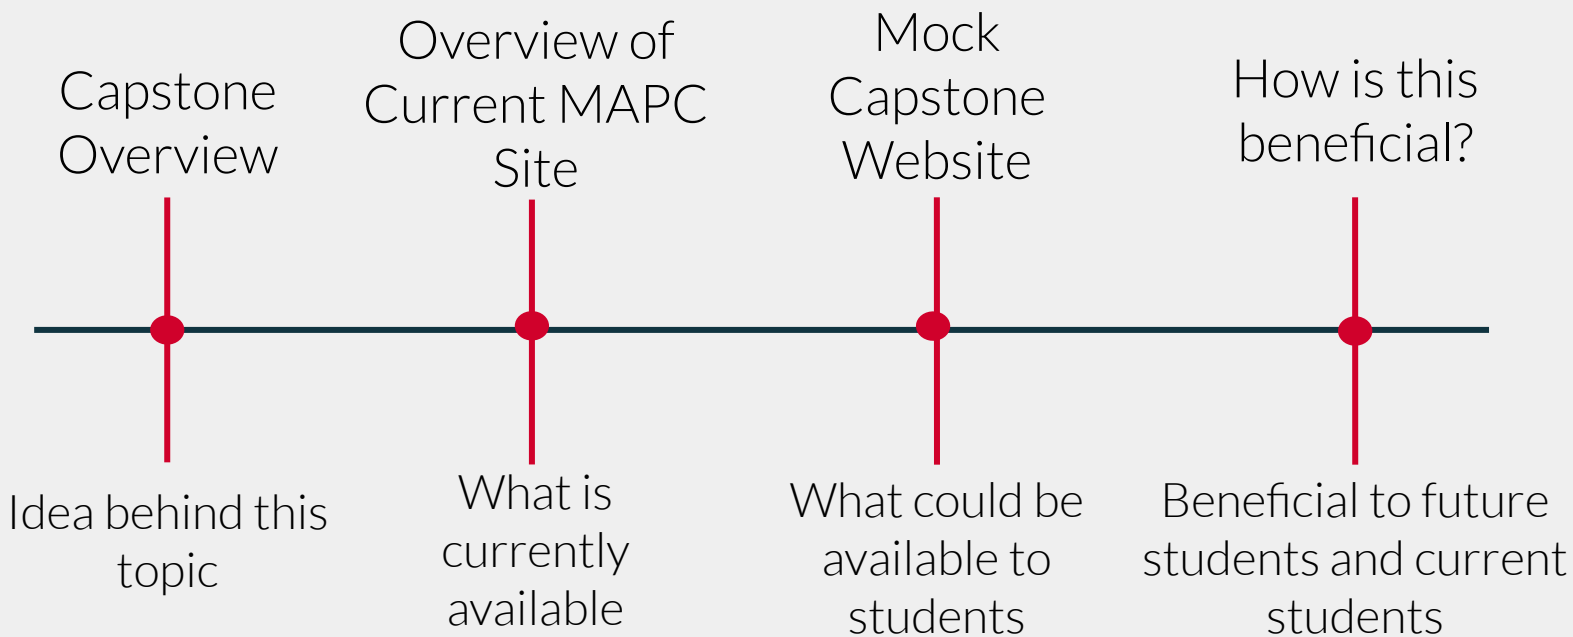 Capstone
Overview
Overview of
Current MAPC
Site
Mock
Capstone
Website
How is this
beneficial?
Idea behind this
topic
What is
currently
available
What could be
available to
students
Beneficial to future
students and current
students